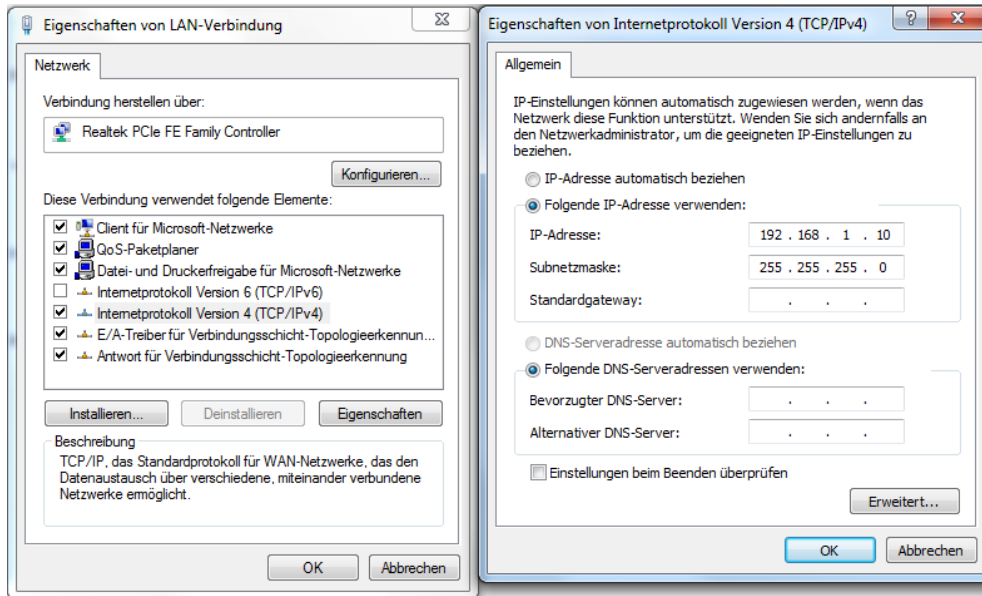 Eigenschaften von LAN-Verbindung
Netzwerk
Verbindung herstellen über:
Realtek PCIe FE Family Controller
Konfigurieren...
Diese Verbindung verwendet folgende Elemente:
Client für Microsoft-Netzwerke
QoS-Paketplaner
Datei- und Druckerfreigabe für Microsoft-Netzwerke
Internetprotokoll Version 6 (TCP/IPv6)
Internetprotokoll Version 4 (TCP/IPv4)
E/A-Treiber für Verbindungsschicht-Topologieerkennun...
Antwort für Verbindungsschicht-Topologieerkennung
Installieren...
Deinstallieren
Eigenschaften
Beschreibung
TCP/IP, das Standardprotokoll für WAN-Netzwerke, das den
Datenaustausch über verschiedene, miteinander verbundene
Netzwerke ermöglicht.
OK
Abbrechen
Eigenschaften von Internetprotokoll Version 4 (TCP/IPv4)
Allgemein
IP-Einstellungen können automatisch zugewiesen werden, wenn das
Netzwerk diese Funktion unterstützt. Wenden Sie sich andernfalls an
den Netzwerkadministrator, um die geeigneten IP-Einstellungen zu
beziehen.
IP-Adresse automatisch beziehen
Folgende IP-Adresse verwenden:
IP-Adresse: 192 . 168 . 1 . 10
Subnetzmaske: 255 . 255 . 255 . 0
Standardgateway: . . .
DNS-Serveradresse automatisch beziehen
Folgende DNS-Serveradressen verwenden:
Bevorzugter DNS-Server: . . .
Alternativer DNS-Server: . . .
Einstellungen beim Beenden überprüfen
Erweitert...
OK
Abbrechen